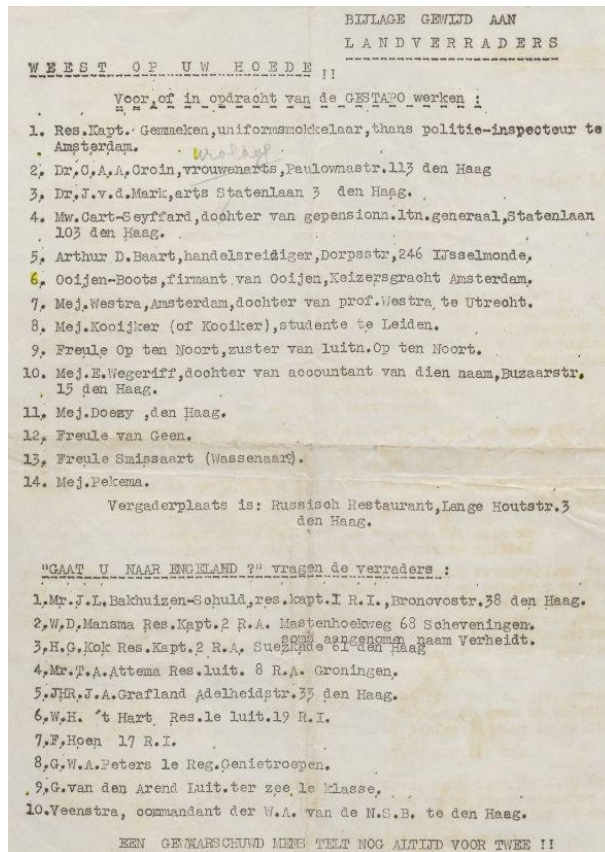 BIJLAGE GEWIJD AAN
LANDVERRADERS
WEEST OP UW HOEDE !!
Voor, of in opdracht van de GESTAPO werken :
1. Res.Kapt. Gemmeken, uniformsmokkelaar, thans politie-inspecteur te
Amsterdam.
uroloog
2. Dr.C.A.A.Croin, vrouwenarts, Paulownastr.113 den Haag
3. Dr.J.v.d.Mark, arts Statenlaan 3 den Haag.
4. Mw.Cart-Seyffard, dochter van gepensionn.ltn.generaal, Statenlaan
103 den Haag.
5. Arthur D.Baart, handelsreiziger, Dorpsstr, 246 IJsselmonde.
6. Ooijen-Boots, firmant van Ooijen, Keizersgracht Amsterdam.
7. Mej.Westra, Amsterdam, dochter van prof.Westra te Utrecht.
8. Mej.Kooijker (of Kooiker), studente te Leiden.
9. Freule Op ten Noort, zuster van luitn.Op ten Noort.
10. Mej.E.Wegeriff, dochter van accountant van dien naam, Buzaarstr.
15 den Haag.
11. Mej.Doezy , den Haag.
12. Freule van Geen.
13. Freule Smissaart (Wassenaar).
14. Mej.Pekema.
Vergaderplaats is: Russisch Restaurant, Lange Houtstr.3
den Haag.
"GAAT U NAAR ENGELAND ?" vragen de verraders :
1. Mr.J.L.Bakhuizen-Schuld, res.kapt.I R.I., Bronovostr.38 den Haag.
2. W.D.Mansma Res.Kapt.2 R.A. Mastenhoekweg 68 Scheveningen.
soms aangenomen naam Verheidt.
3. H.G.Kok Res.Kapt.2 R.A. Suezkade 61 den Haag
4. Mr.T.A.Attema Res.luit. 8 R.A. Groningen.
5. JHR.J.A.Grafland Adelheidstr.33 den Haag.
6. W.H. 't Hart Res.1e luit.19 R.I.
7. F.Hoen 17 R.I.
8. G.W.A.Peters 1e Reg.Genietroepen.
9. G.van den Arend Luit.ter zee 1e klasse.
10. Veenstra, commandant der W.A. van de N.S.B. te den Haag.
EEN GEWAARSCHUWD MENS TELT NOG ALTIJD VOOR TWEE !!